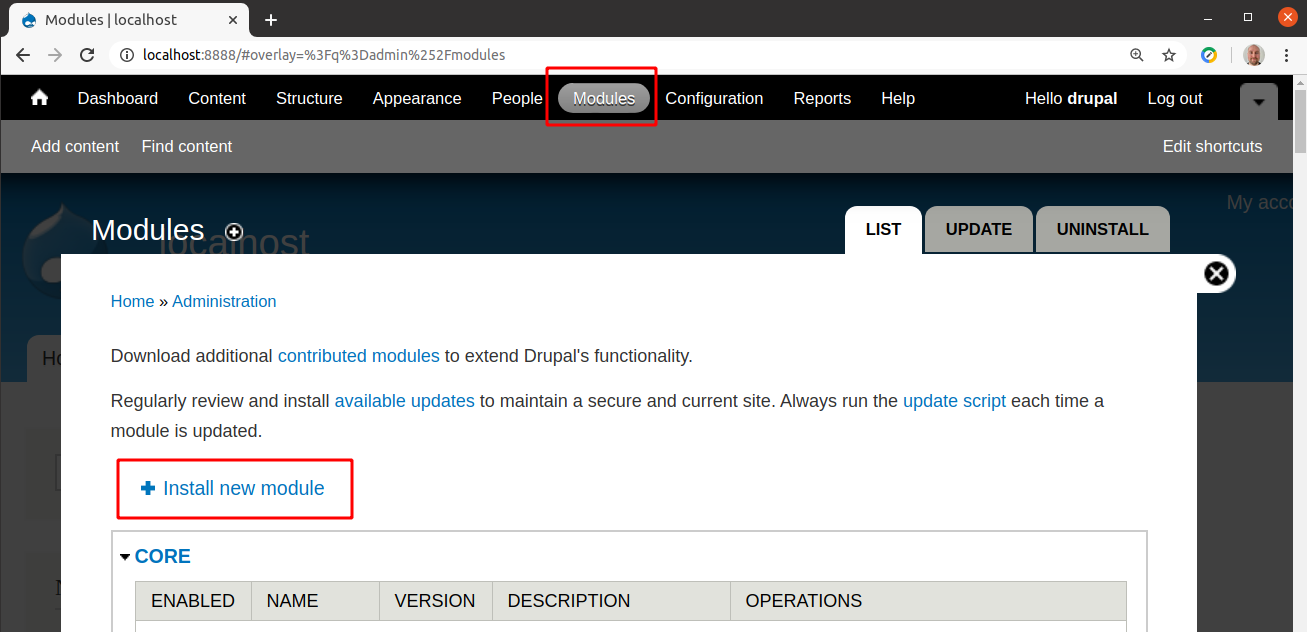 Modules | localhost
localhost:8888/#overlay=%3Fq%3Dadmin%252Fmodules
Dashboard Content Structure Appearance People Modules Configuration Reports Help Hello drupal Log out
Add content Find content Edit shortcuts
My acco
Modules LIST UPDATE UNINSTALL
localhost
Home » Administration
Ho
Download additional contributed modules to extend Drupal's functionality.
Regularly review and install available updates to maintain a secure and current site. Always run the update script each time a
module is updated.
Install new module
CORE
ENABLED NAME VERSION DESCRIPTION OPERATIONS